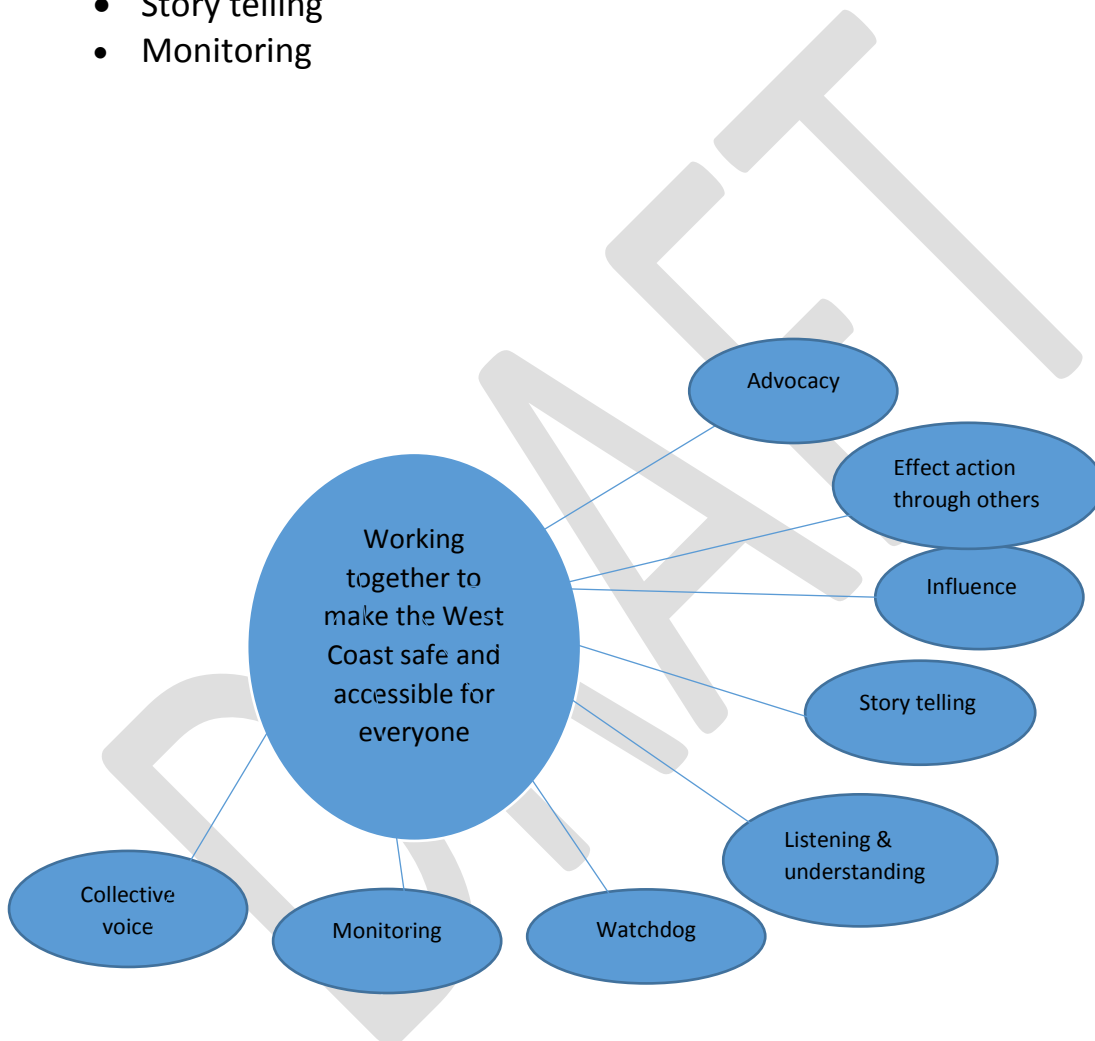 • Story telling
• Monitoring
Advocacy
Effect action
through others
Influence
Working
together to
make the West
Coast safe and
accessible for
everyone
Story telling
Listening &
understanding
Collective
voice
Monitoring
Watchdog
DRAFT